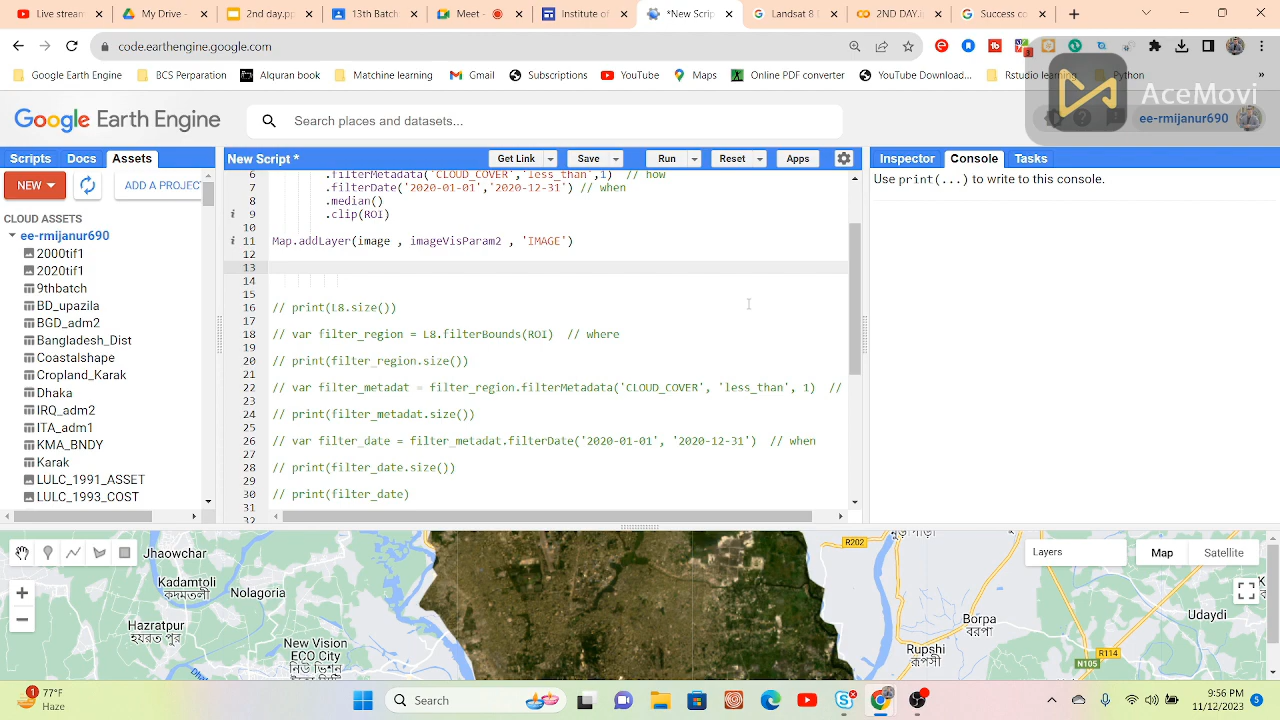 My Drive -
2nd Second
13th Batch
Meet -
Institute of
*New Scrip
Landsat 8 U
2ND DAY.
Success co
code.earthengine.google.com
Google Earth Engine
BCS Perparation
Alquran book
Machine learning
Gmail
Subscriptions
YouTube
Maps
Online PDF converter
YouTube Download...
Rstudio learning
Python
»
AceMovi
Google Earth Engine
Search places and datasets...
ee-rmijanur690
Scripts
Docs
Assets
New Script *
Get Link
Save
Run
Reset
Apps
Inspector
Console
Tasks
NEW
ADD A PROJEC
CLOUD ASSETS
ee-rmijanur690
2000tif1
2020tif1
9thbatch
BD_upazila
BGD_adm2
Bangladesh_Dist
Coastalshape
Cropland_Karak
Dhaka
IRQ_adm2
ITA_adm1
KMA_BNDY
Karak
LULC_1991_ASSET
LULC_1993_COST
6 .filterMetadata('CLOUD_COVER','less_than',1) // how
7 .filterDate('2020-01-01','2020-12-31') // when
8 .median()
i 9 .clip(ROI)
10
i 11 Map.addLayer(image , imageVisParam2 , 'IMAGE')
12
13
14
15
16 // print(L8.size())
17
18 // var filter_region = L8.filterBounds(ROI) // where
19
20 // print(filter_region.size())
21
22 // var filter_metadat = filter_region.filterMetadata('CLOUD_COVER', 'less_than', 1) //
23
24 // print(filter_metadat.size())
25
26 // var filter_date = filter_metadat.filterDate('2020-01-01', '2020-12-31') // when
27
28 // print(filter_date.size())
29
30 // print(filter_date)
31
32
Use print(...) to write to this console.
Jhilbowchar
Kadamtoli
কদমতলী
Nolagoria
Hazratpur
হযরত পুর
New Vision
ECO City
R202
Borpa
বরপা
Rupshi
রূপসী
Udaydi
R114
N105
Layers
Map
Satellite
77°F
Haze
1
Search
9:56 PM
11/12/2023
5